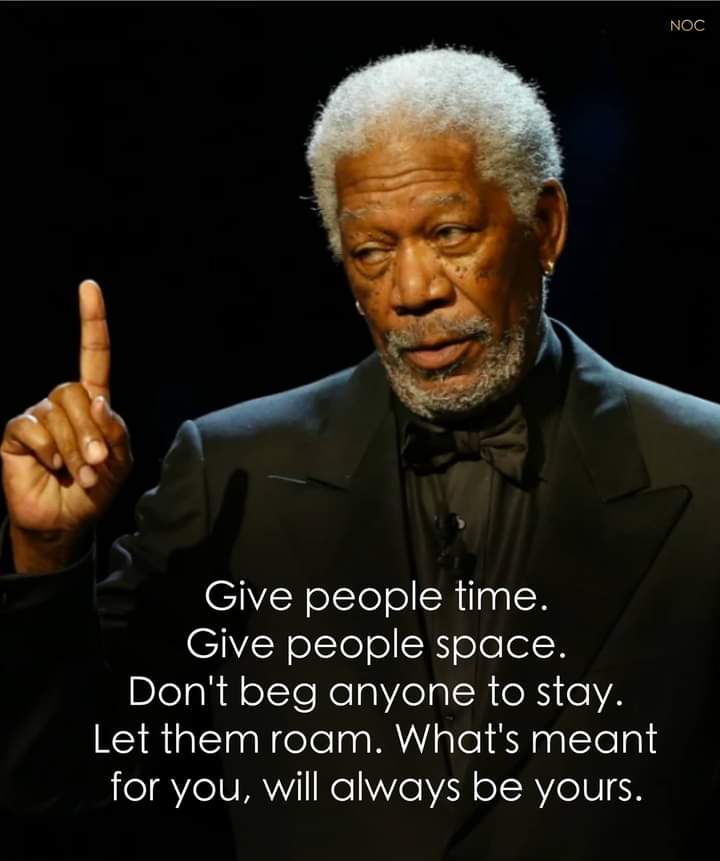 NOC
Give people time.
Give people space.
Don't beg anyone to stay.
Let them roam. What's meant
for you, will always be yours.